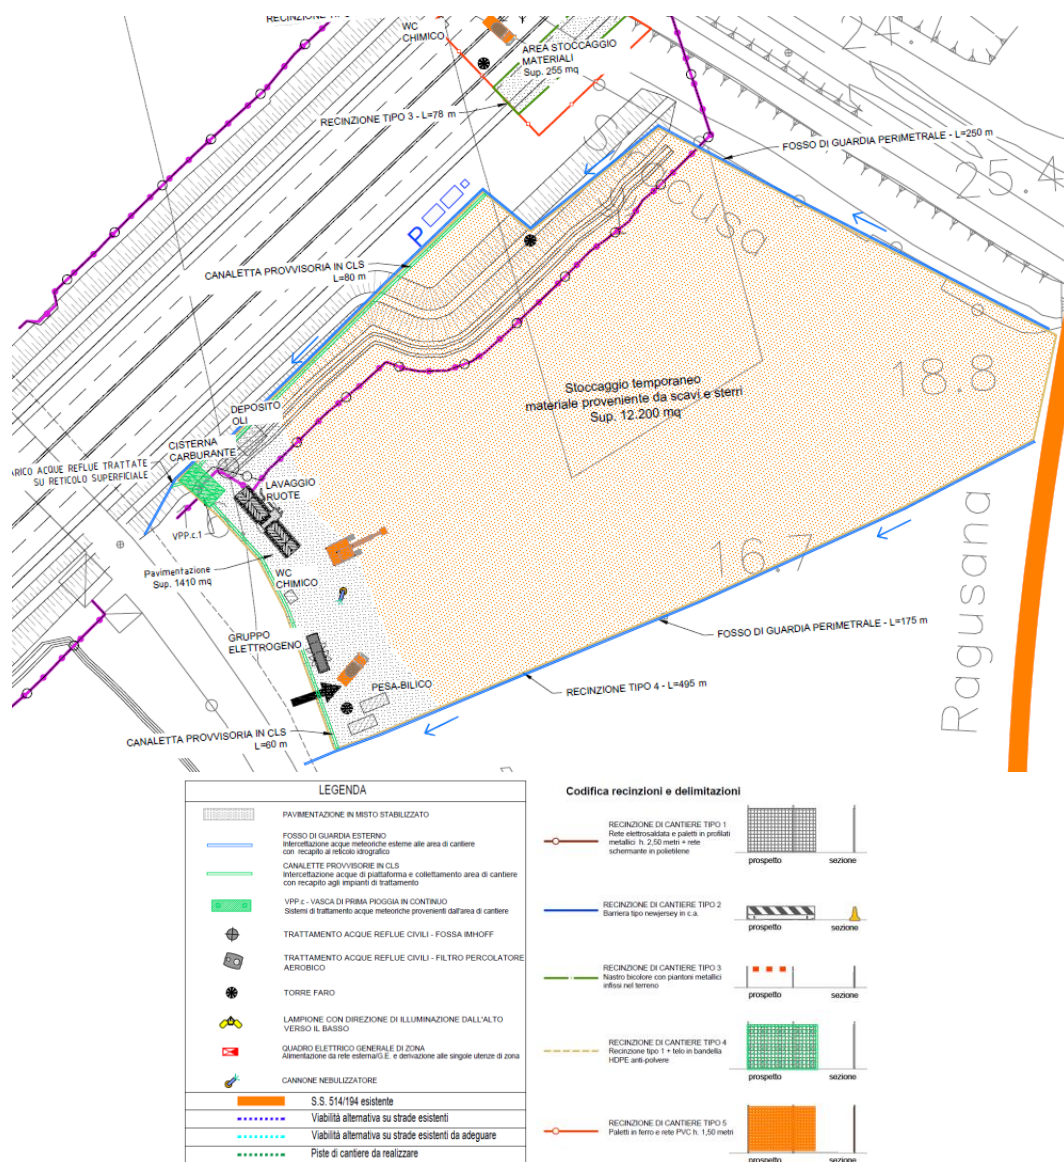 RECINZIONE TIPO
WC
CHIMICO
AREA STOCCAGGIO
MATERIALI
Sup. 255 mq
RECINZIONE TIPO 3 - L=78 m
FOSSO DI GUARDIA PERIMETRALE - L=250 m
24.
25.4
Siracusa
P
CANALETTA PROVVISORIA IN CLS
L=80 m
18.8
Stoccaggio temporaneo
materiale proveniente da scavi e sterri
Sup. 12.200 mq
DEPOSITO
OLI
CISTERNA
CARBURANTE
ARICO ACQUE REFLUE TRATTATE
SU RETICOLO SUPERFICIALE
LAVAGGIO
RUOTE
VPP.c.1
Pavimentazione
Sup. 1410 mq
WC
CHIMICO
16.7
Ragusana
GRUPPO
ELETTROGENO
FOSSO DI GUARDIA PERIMETRALE - L=175 m
PESA-BILICO
RECINZIONE TIPO 4 - L=495 m
CANALETTA PROVVISORIA IN CLS
L=60 m
LEGENDA
PAVIMENTAZIONE IN MISTO STABILIZZATO
FOSSO DI GUARDIA ESTERNO
Intercettazione acque meteoriche esterne alle area di cantiere
con recapito al reticolo idrografico
CANALETTE PROVVISORIE IN CLS
Intercettazione acque di piattaforma e collettamento area di cantiere
con recapito agli impianti di trattamento
VPP.c - VASCA DI PRIMA PIOGGIA IN CONTINUO
Sistemi di trattamento acque meteoriche provenienti dall'area di cantiere
TRATTAMENTO ACQUE REFLUE CIVILI - FOSSA IMHOFF
TRATTAMENTO ACQUE REFLUE CIVILI - FILTRO PERCOLATORE
AEROBICO
TORRE FARO
LAMPIONE CON DIREZIONE DI ILLUMINAZIONE DALL'ALTO
VERSO IL BASSO
QUADRO ELETTRICO GENERALE DI ZONA
Alimentazione da rete esterna/G.E. e derivazione alle singole utenze di zona
CANNONE NEBULIZZATORE
S.S. 514/194 esistente
Viabilità alternativa su strade esistenti
Viabilità alternativa su strade esistenti da adeguare
Piste di cantiere da realizzare
Codifica recinzioni e delimitazioni
RECINZIONE DI CANTIERE TIPO 1
Rete elettrosaldata e paletti in profilati
metallici h. 2,50 metri + rete
schermante in polietilene
prospetto
sezione
RECINZIONE DI CANTIERE TIPO 2
Barriera tipo newjersey in c.a.
prospetto
sezione
RECINZIONE DI CANTIERE TIPO 3
Nastro bicolore con piantoni metallici
infissi nel terreno
prospetto
sezione
RECINZIONE DI CANTIERE TIPO 4
Recinzione tipo 1 + telo in bandella
HDPE anti-polvere
prospetto
sezione
RECINZIONE DI CANTIERE TIPO 5
Paletti in ferro e rete PVC h. 1,50 metri
prospetto
sezione